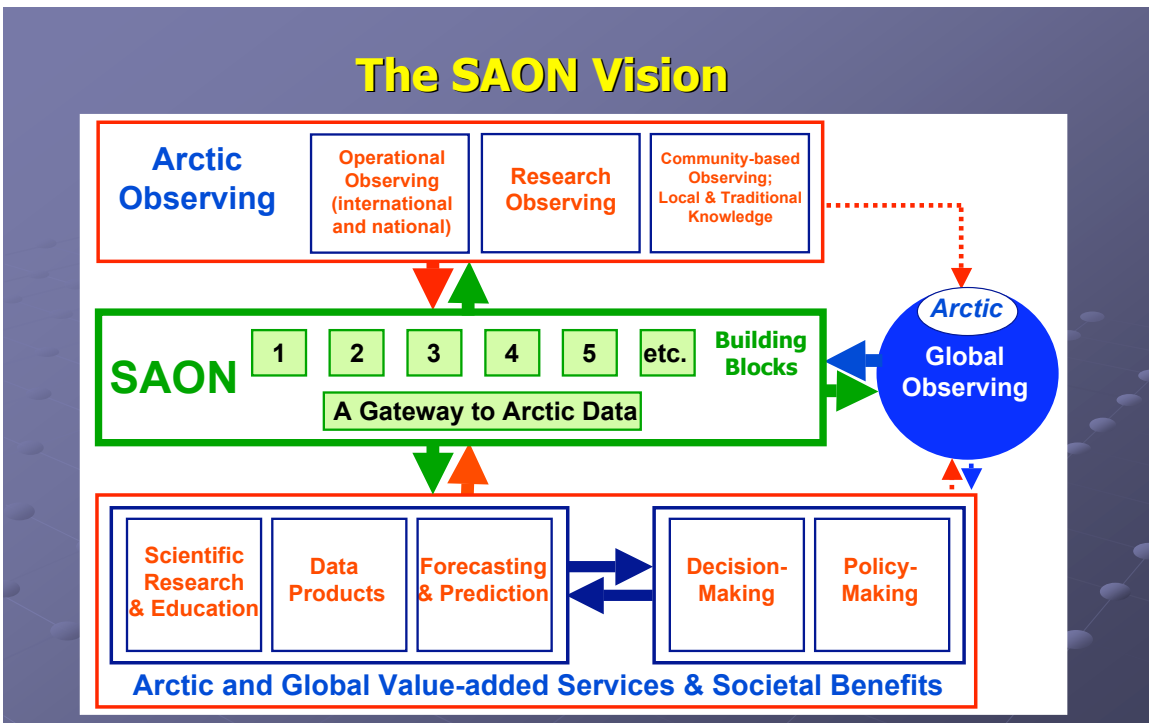 The SAON Vision
Arctic
Observing
Operational
Observing
(international
and national)
Research
Observing
Community-based
Observing;
Local & Traditional
Knowledge
SAON
1
2
3
4
5
etc.
Building
Blocks
A Gateway to Arctic Data
Arctic
Global
Observing
Scientific
Research
& Education
Data
Products
Forecasting
& Prediction
Decision-
Making
Policy-
Making
Arctic and Global Value-added Services & Societal Benefits